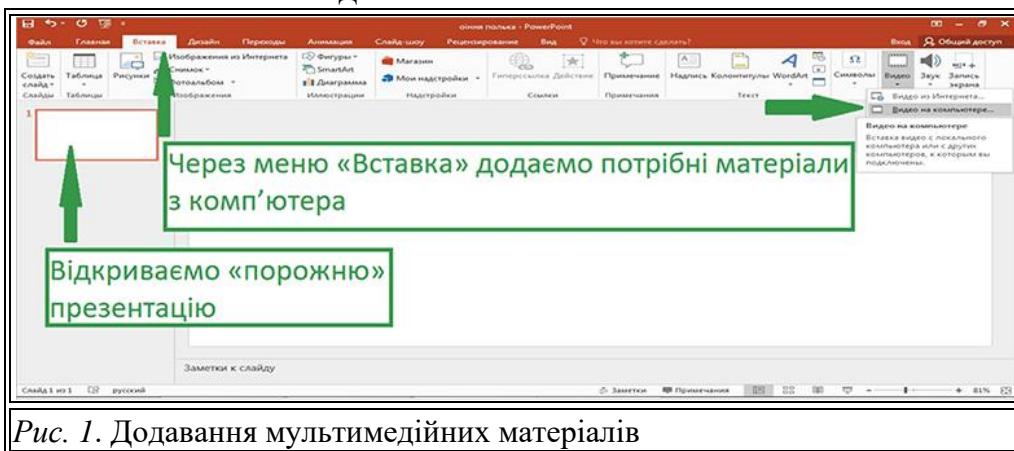 оіння полька - PowerPoint
Файл Главная Вставка Дизайн Переходы Анимация Слайд-шоу Рецензирование Вид Что вы хотите сделать? Вход Общий доступ
Создать слайд Таблица Рисунки Изображения из Интернета Снимок Фотоальбом Фигуры SmartArt Диаграмма Магазин Мои надстройки Гиперссылка Действие Примечание Надпись Колонтитулы WordArt Символы Видео Звук Запись экрана
Слайды Таблицы Изображения Иллюстрации Надстройки Ссылки Примечания Текст
Видео из Интернета...
Видео на компьютере...
Видео на компьютере
Вставка видео с локального
компьютера или с других
компьютеров, к которым вы
подключены.
1
Через меню «Вставка» додаємо потрібні матеріали
з комп’ютера
Відкриваємо «порожню»
презентацію
Заметки к слайду
Слайд 1 из 1 русский Заметки Примечания 81%
Рис. 1. Додавання мультимедійних матеріалів